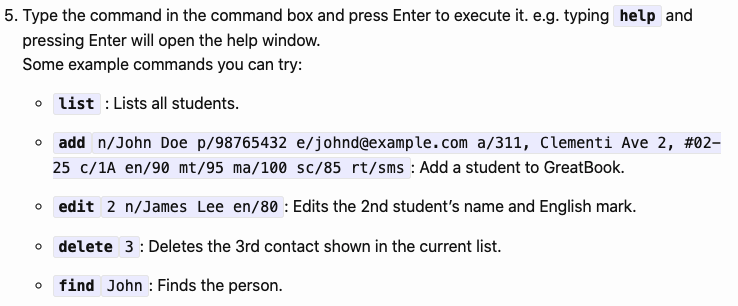 5. Type the command in the command box and press Enter to execute it. e.g. typing help and
pressing Enter will open the help window.
Some example commands you can try:
list : Lists all students.
add n/John Doe p/98765432 e/johnd@example.com a/311, Clementi Ave 2, #02-
25 c/1A en/90 mt/95 ma/100 sc/85 rt/sms : Add a student to GreatBook.
edit 2 n/James Lee en/80 : Edits the 2nd student’s name and English mark.
delete 3 : Deletes the 3rd contact shown in the current list.
find John : Finds the person.